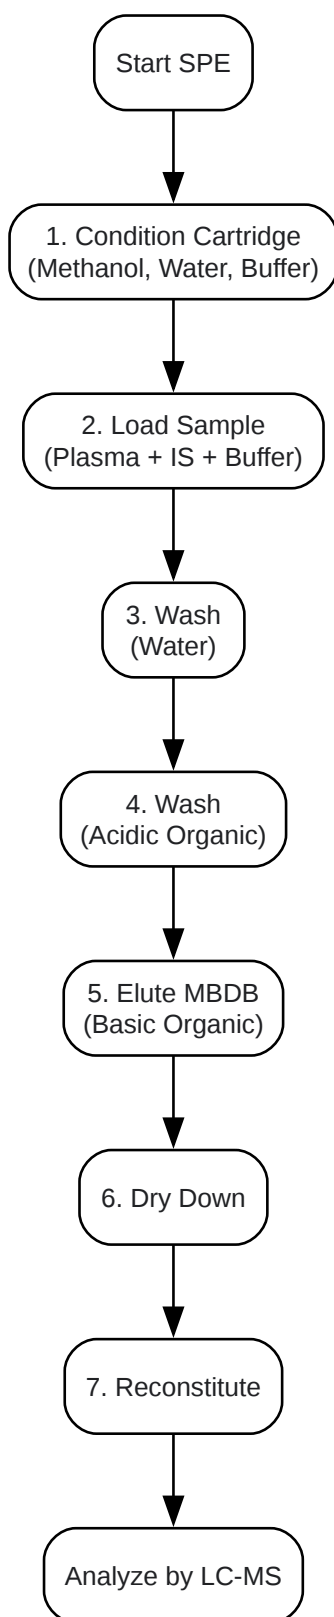 Start SPE
1. Condition Cartridge
(Methanol, Water, Buffer)
2. Load Sample
(Plasma + IS + Buffer)
3. Wash
(Water)
4. Wash
(Acidic Organic)
5. Elute MBDB
(Basic Organic)
6. Dry Down
7. Reconstitute
Analyze by LC-MS